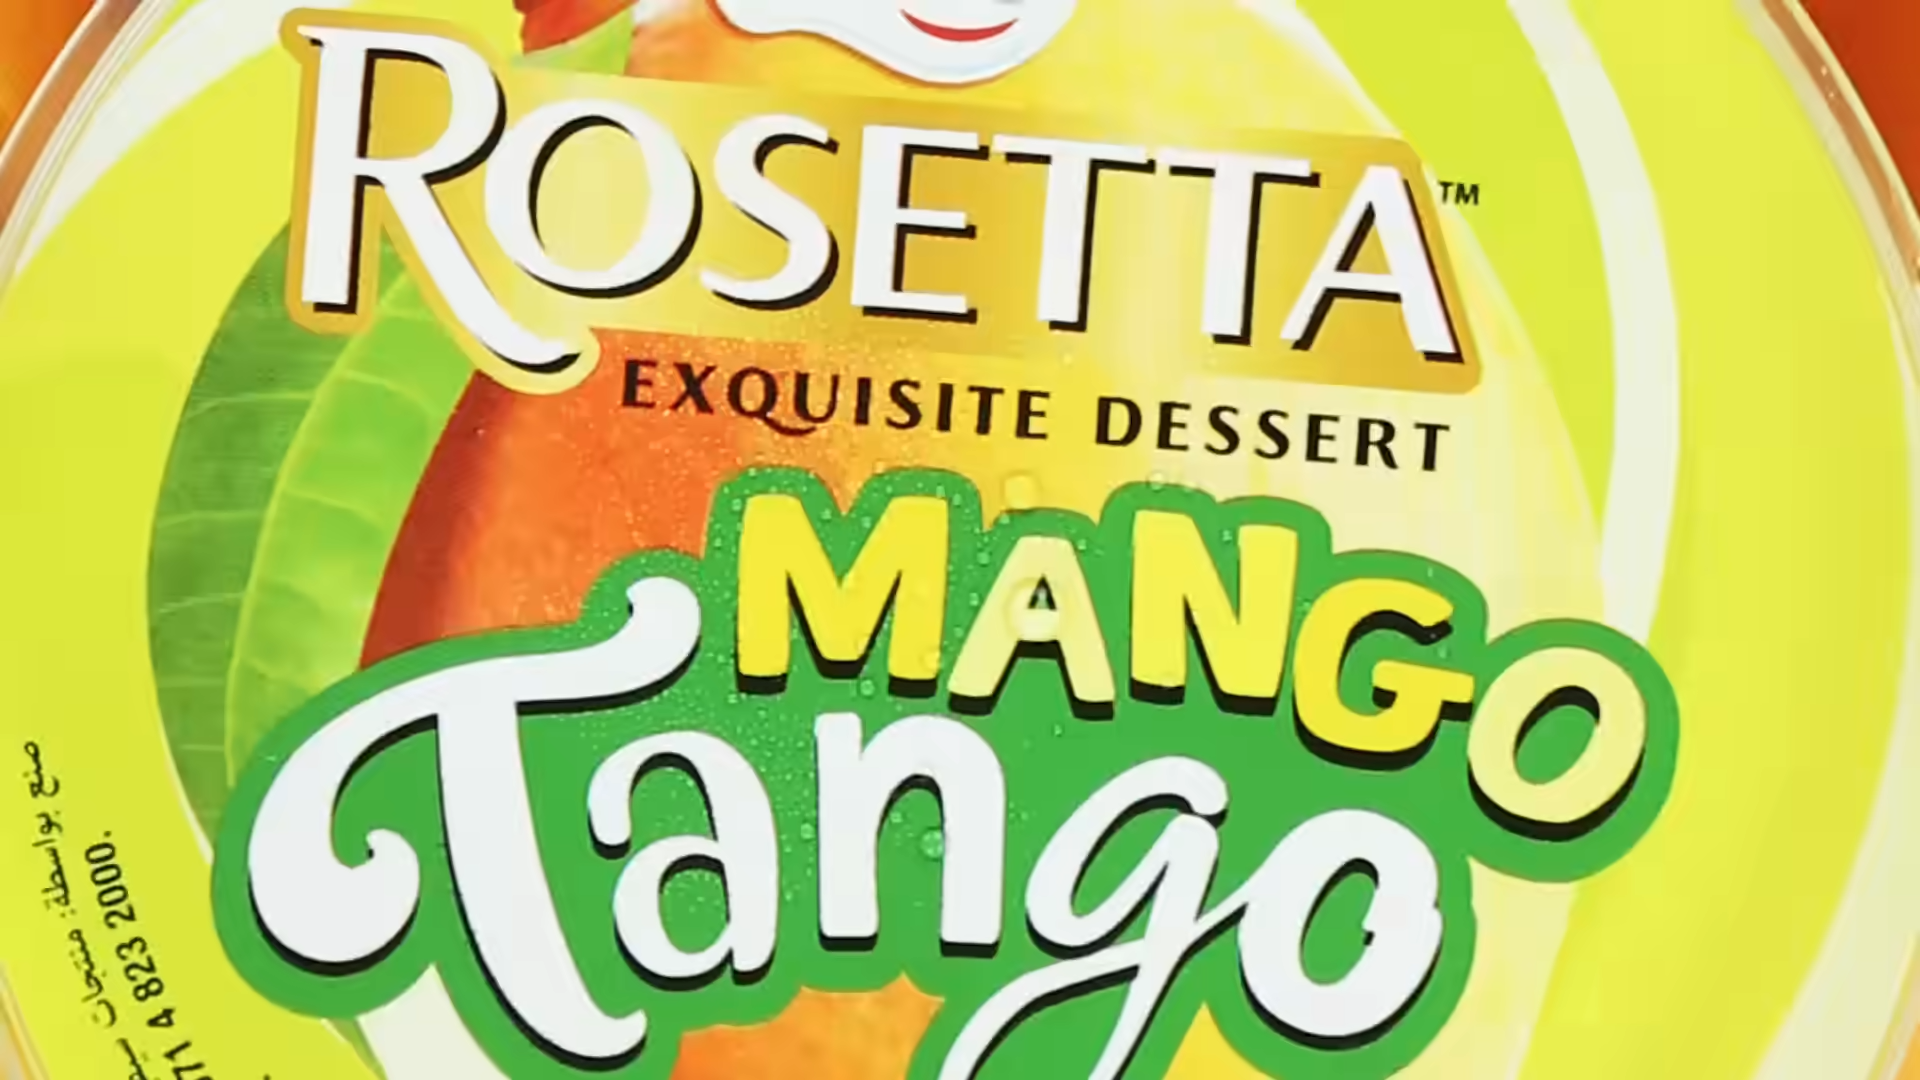 ROSETTA™
EXQUISITE DESSERT
MANGO
Tango
صنع بواسطة: منتجات
4 823 2000.